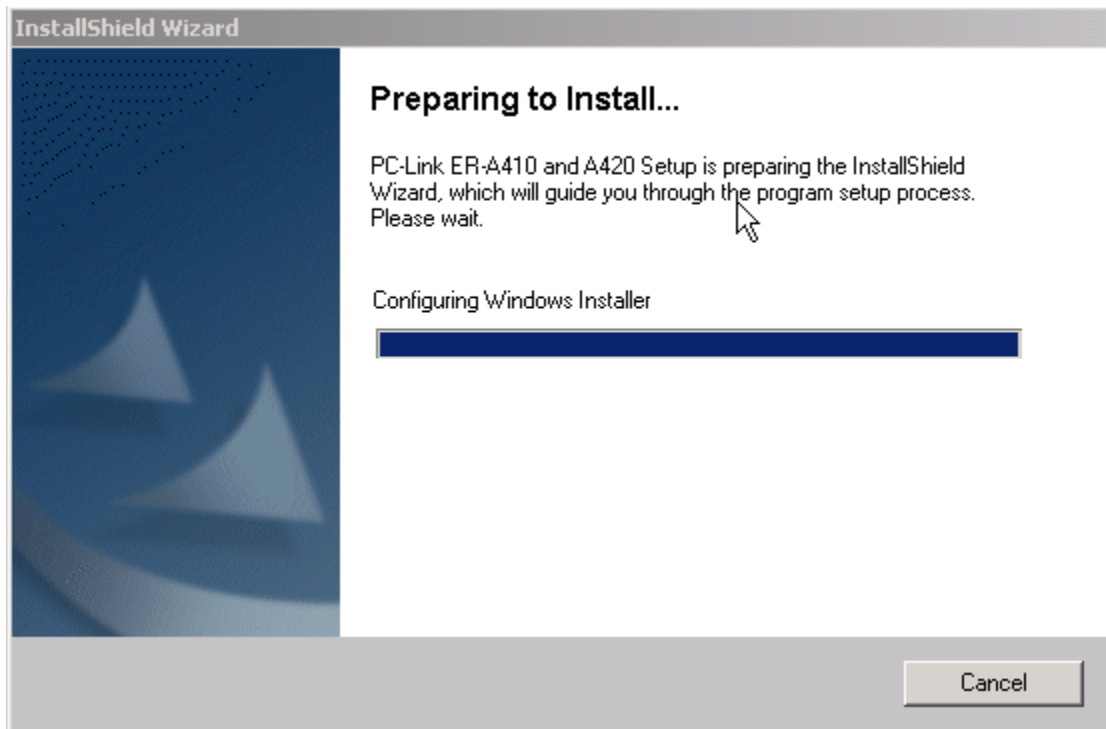 InstallShield Wizard
Preparing to Install...
PC-Link ER-A410 and A420 Setup is preparing the InstallShield
Wizard, which will guide you through the program setup process.
Please wait.
Configuring Windows Installer
Cancel